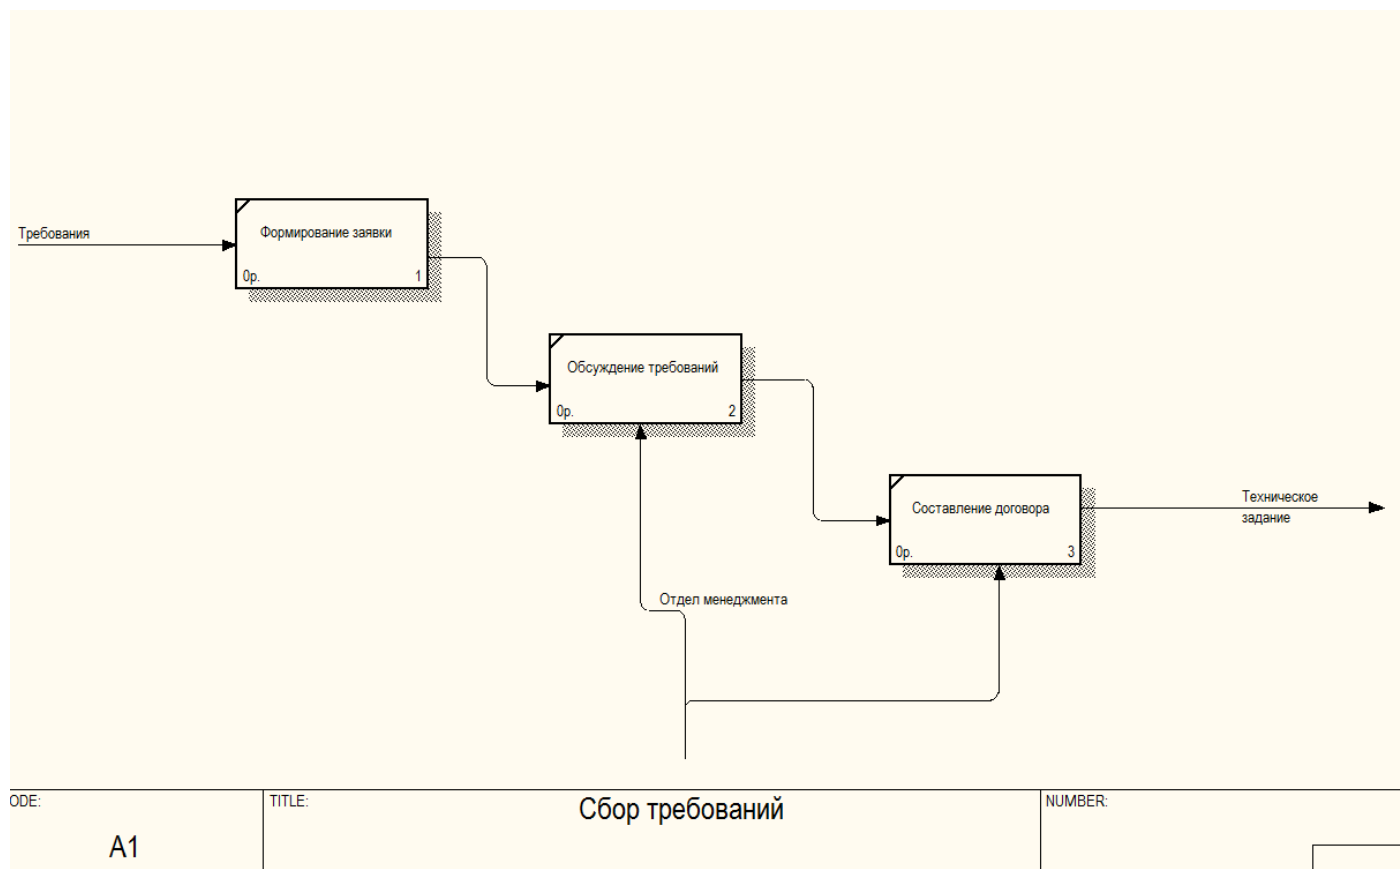 Требования
Формирование заявки
0р.
1
Обсуждение требований
0р.
2
Составление договора
0р.
3
Техническое
задание
Отдел менеджмента
ODE:
TITLE:
Сбор требований
NUMBER:
A1